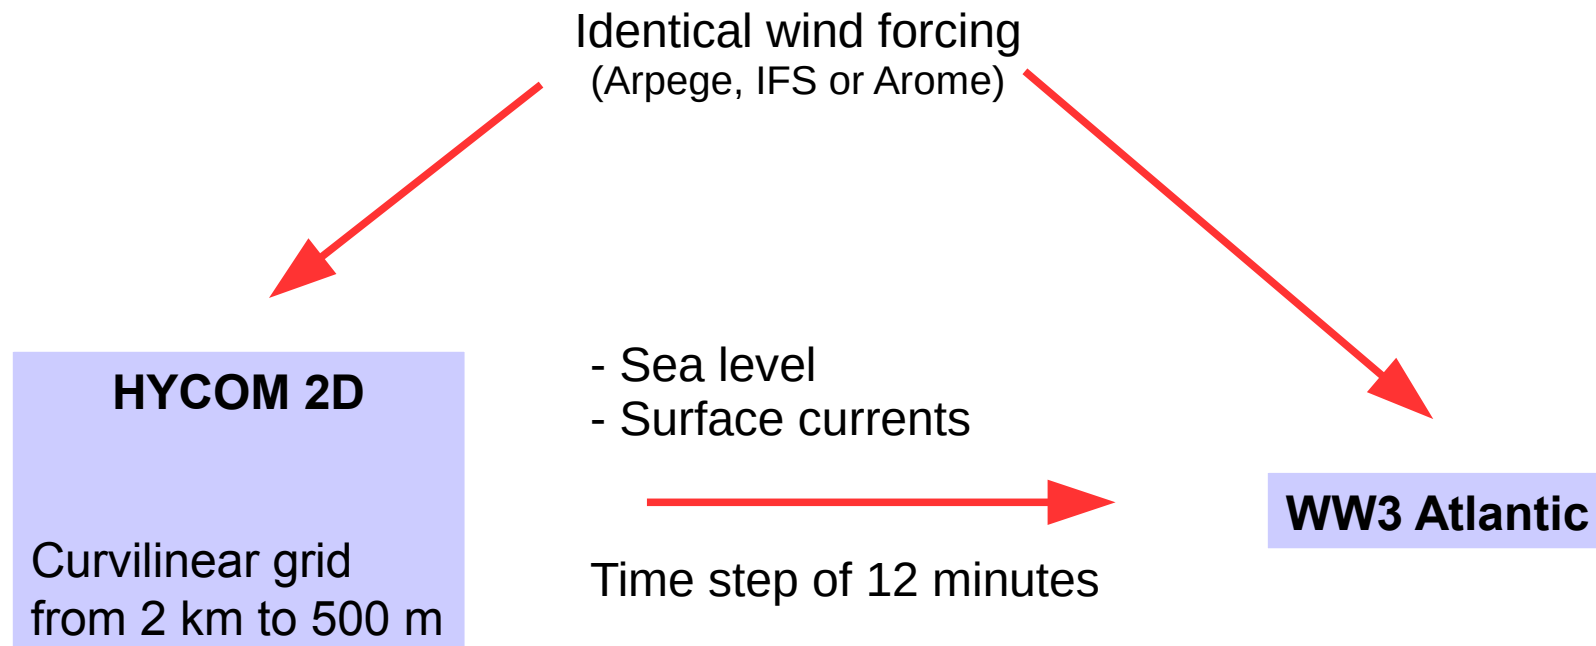 Identical wind forcing
(Arpege, IFS or Arome)
HYCOM 2D
Curvilinear grid
from 2 km to 500 m
- Sea level
- Surface currents
Time step of 12 minutes
WW3 Atlantic